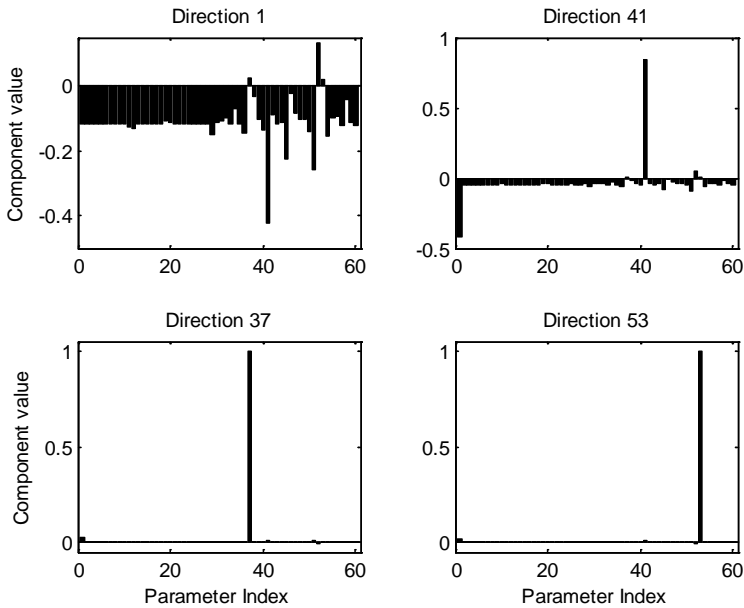 Direction 1
Direction 41
Component value
0
-0.2
-0.4
0 20 40 60
1
0.5
0
-0.5
0 20 40 60
Direction 37
Direction 53
Component value
1
0.5
0
0 20 40 60
Parameter Index
1
0.5
0
0 20 40 60
Parameter Index